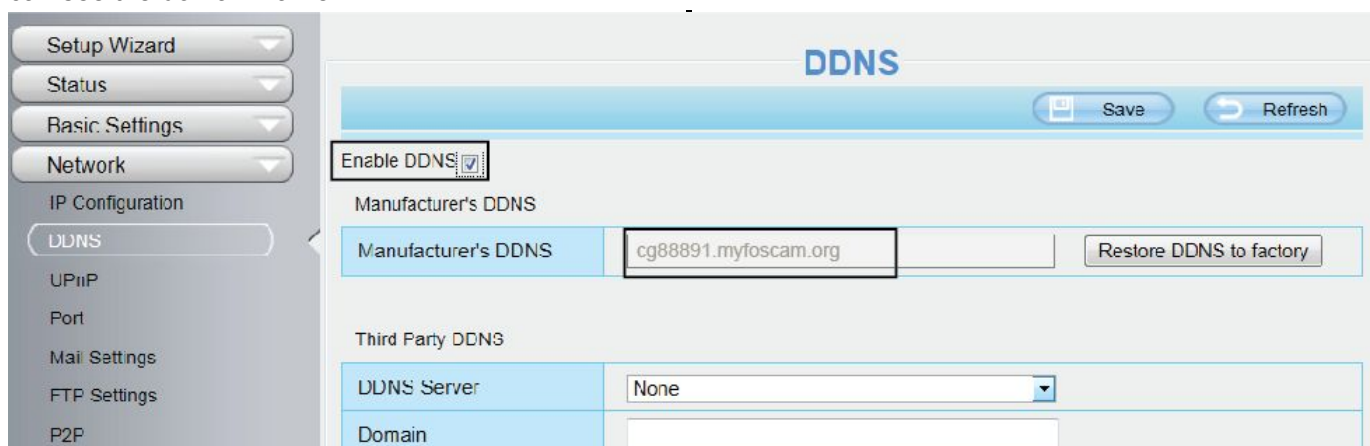 Setup Wizard
Status
Basic Settings
Network
IP Configuration
DDNS
UPnP
Port
Mail Settings
FTP Settings
P2P
DDNS
Save
Refresh
Enable DDNS
Manufacturer's DDNS
Manufacturer's DDNS
cg88891.myfoscam.org
Restore DDNS to factory
Third Party DDNS
DDNS Server
None
Domain